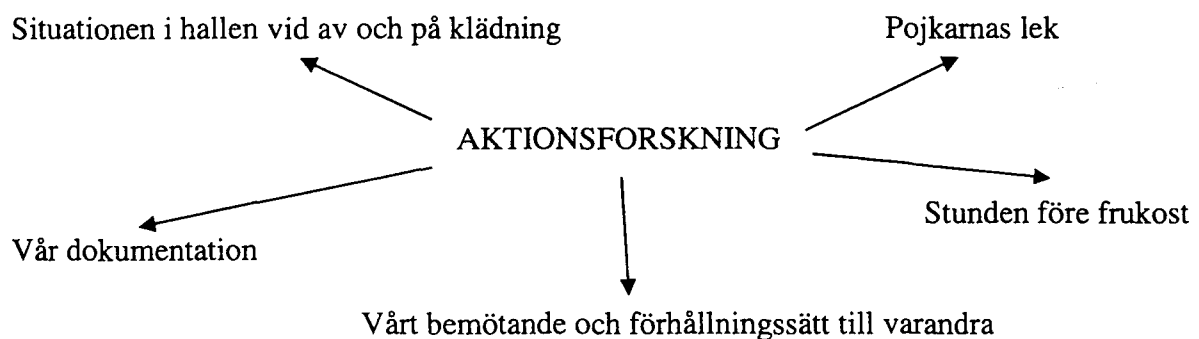 Situationen i hallen vid av och på klädning
Pojkarnas lek
AKTIONSFORSKNING
Stunden före frukost
Vår dokumentation
Vårt bemötande och förhållningssätt till varandra